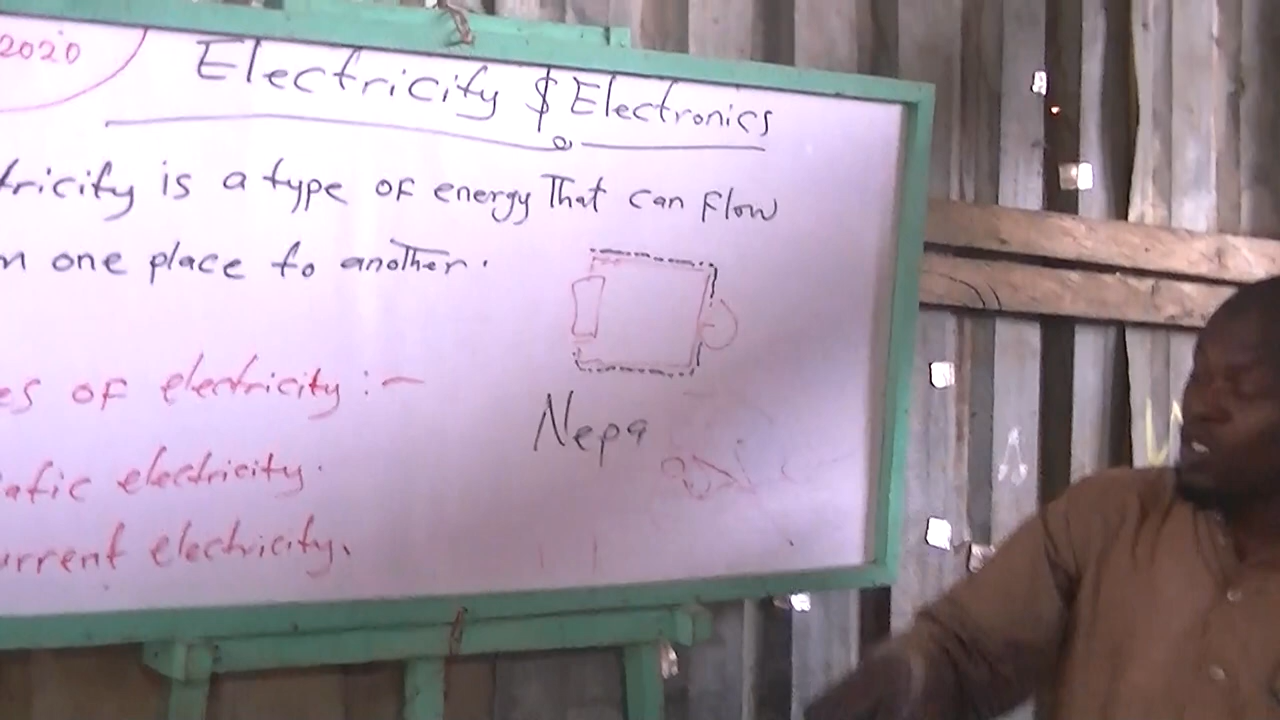 2020
Electricity $ Electronics
tricity is a type of energy That can flow
m one place to another.
es of electricity :-
atic electricity.
urrent electricity.
Nepa